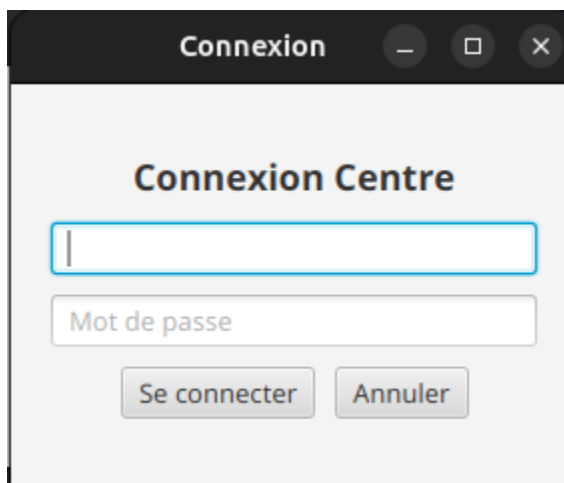 Connexion
Connexion Centre
Mot de passe
Se connecter Annuler